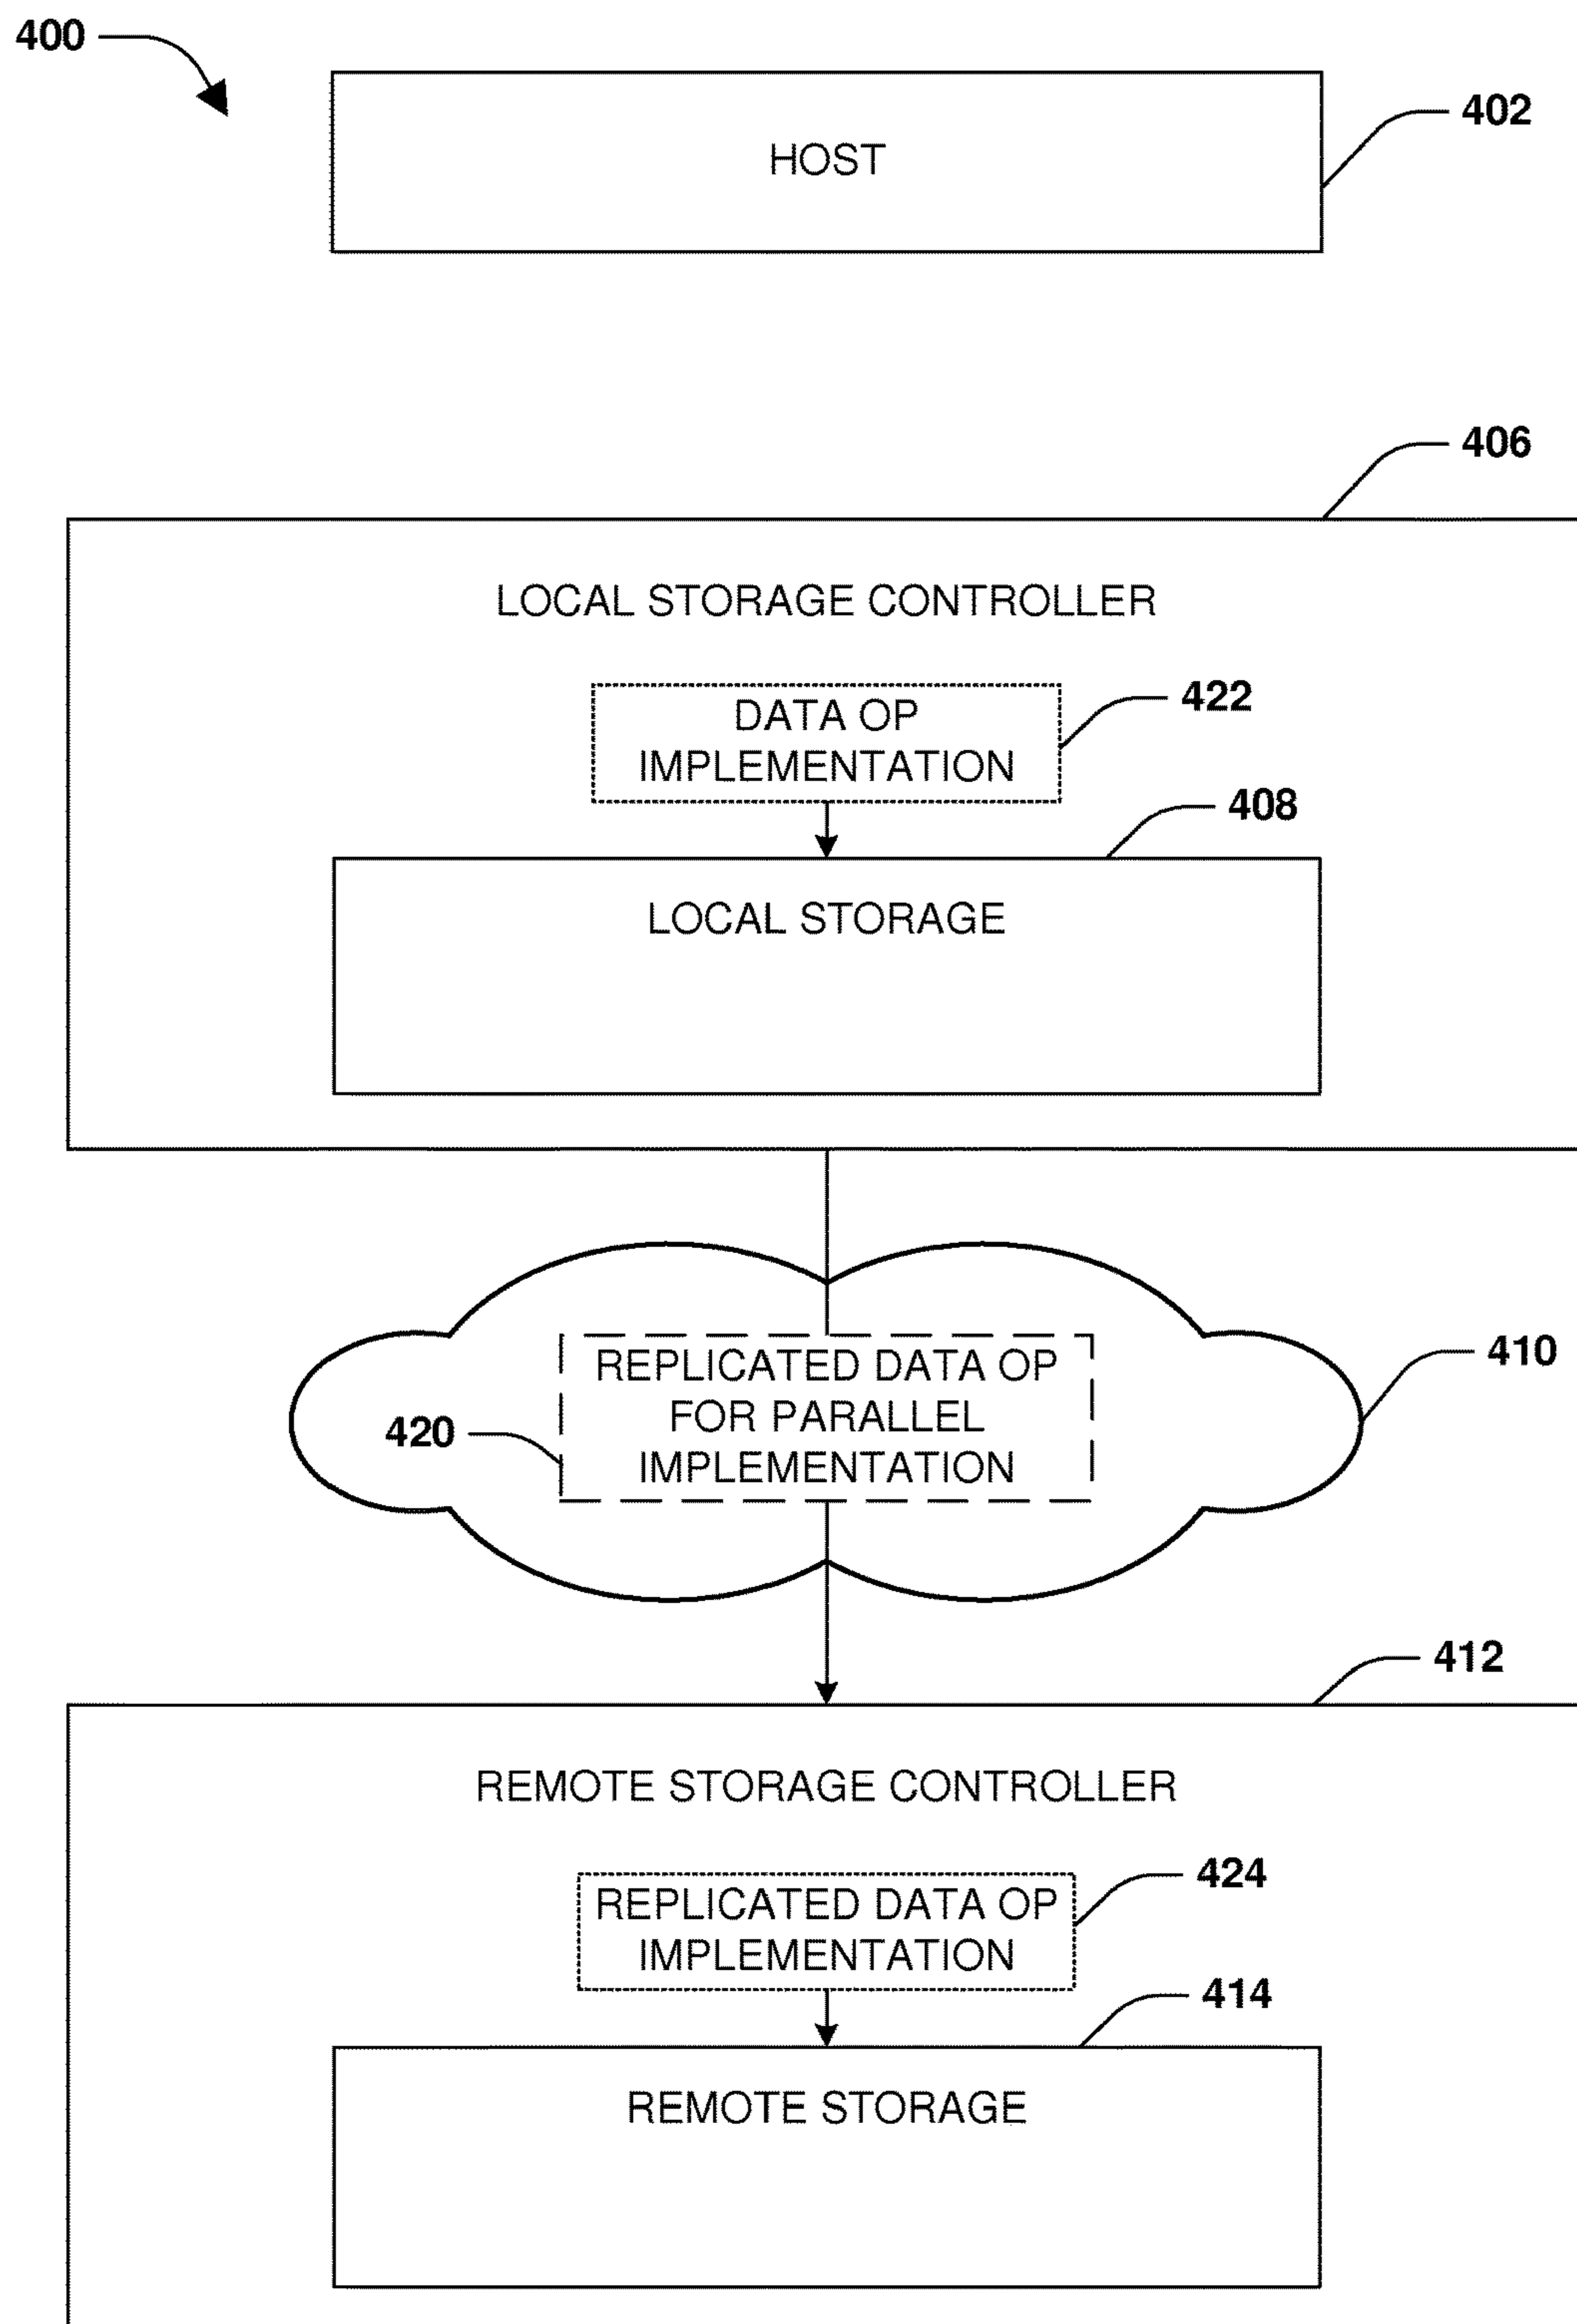 400
HOST
402
406
LOCAL STORAGE CONTROLLER
DATA OP
IMPLEMENTATION
422
408
LOCAL STORAGE
REPLICATED DATA OP
FOR PARALLEL
IMPLEMENTATION
410
420
412
REMOTE STORAGE CONTROLLER
REPLICATED DATA OP
IMPLEMENTATION
424
414
REMOTE STORAGE